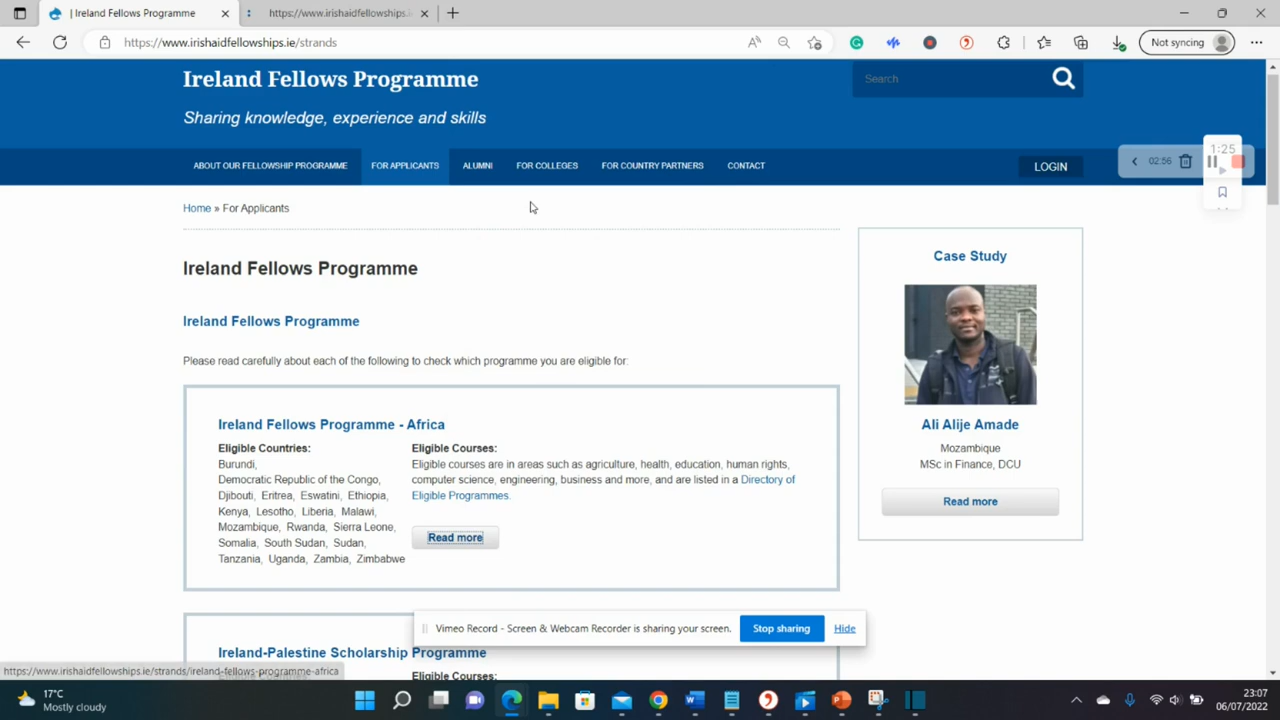 | Ireland Fellows Programme
https://www.irishaidfellowships.ie
https://www.irishaidfellowships.ie/strands
Not syncing
Ireland Fellows Programme
Search
Sharing knowledge, experience and skills
ABOUT OUR FELLOWSHIP PROGRAMME
FOR APPLICANTS
ALUMNI
FOR COLLEGES
FOR COUNTRY PARTNERS
CONTACT
LOGIN
1:25
02:56
Home » For Applicants
Ireland Fellows Programme
Ireland Fellows Programme
Please read carefully about each of the following to check which programme you are eligible for:
Ireland Fellows Programme - Africa
Eligible Countries:
Burundi,
Democratic Republic of the Congo,
Djibouti, Eritrea, Eswatini, Ethiopia,
Kenya, Lesotho, Liberia, Malawi,
Mozambique, Rwanda, Sierra Leone,
Somalia, South Sudan, Sudan,
Tanzania, Uganda, Zambia, Zimbabwe
Eligible Courses:
Eligible courses are in areas such as agriculture, health, education, human rights,
computer science, engineering, business and more, and are listed in a Directory of
Eligible Programmes.
Read more
Case Study
Ali Alije Amade
Mozambique
MSc in Finance, DCU
Read more
Vimeo Record - Screen & Webcam Recorder is sharing your screen.
Stop sharing
Hide
Ireland-Palestine Scholarship Programme
Eligible Courses:
https://www.irishaidfellowships.ie/strands/ireland-fellows-programme-africa
17°C
Mostly cloudy
23:07
06/07/2022